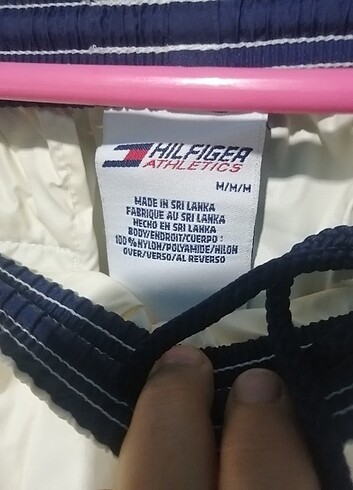 HILFIGER
ATHLETICS
M/M/M
MADE IN SRI LANKA
FABRIQUE AU SRI LANKA
HECHO EN SRI LANKA
BODY/ENDROIT/CUERPO :
100 % NYLON/POLYAMIDE/NILON
OVER/VERSO/AL REVERSO